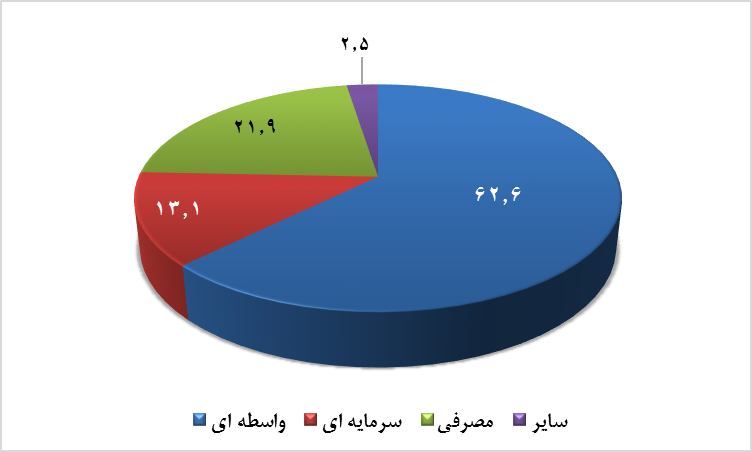 ۲,۵
۲۱,۹
۶۲,۶
۱۳,۱
واسطه ای سرمایه ای مصرفی سایر